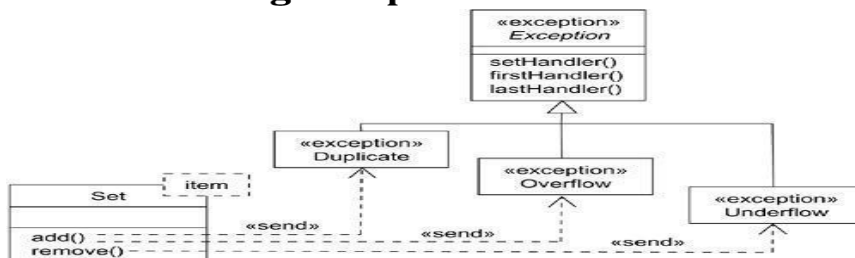 «exception»
Exception
setHandler()
firstHandler()
lastHandler()
«exception»
Duplicate
«exception»
Overflow
«exception»
Underflow
item
Set
add()
remove()
«send»
«send»
«send»